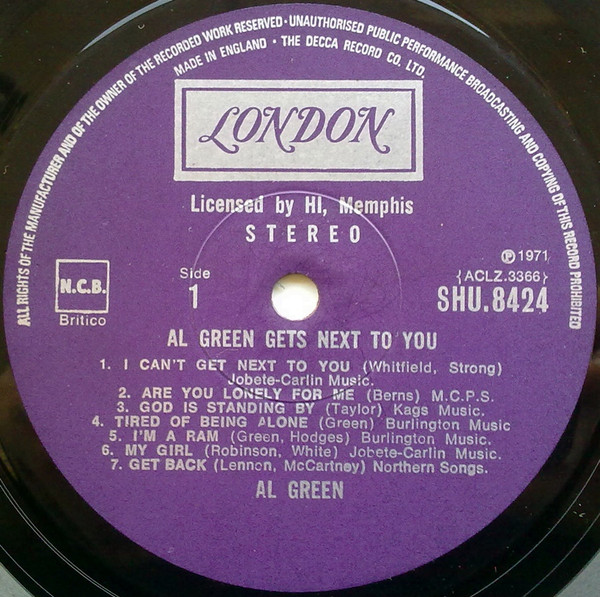 ALL RIGHTS OF THE MANUFACTURER AND OF THE OWNER OF THE RECORDED WORK RESERVED · UNAUTHORISED PUBLIC PERFORMANCE BROADCASTING AND COPYING OF THIS RECORD PROHIBITED
MADE IN ENGLAND · THE DECCA RECORD CO. LTD.
LONDON
Licensed by HI, Memphis
STEREO
Ⓟ1971
Side
1
{ACLZ.3366}
SHU.8424
N.C.B.
Britico
AL GREEN GETS NEXT TO YOU
1. I CAN'T GET NEXT TO YOU (Whitfield, Strong)
Jobete-Carlin Music.
2. ARE YOU LONELY FOR ME (Berns) M.C.P.S.
3. GOD IS STANDING BY (Taylor) Kags Music.
4. TIRED OF BEING ALONE (Green) Burlington Music
5. I'M A RAM (Green, Hodges) Burlington Music.
6. MY GIRL (Robinson, White) Jobete-Carlin Music.
7. GET BACK (Lennon, McCartney) Northern Songs.
AL GREEN